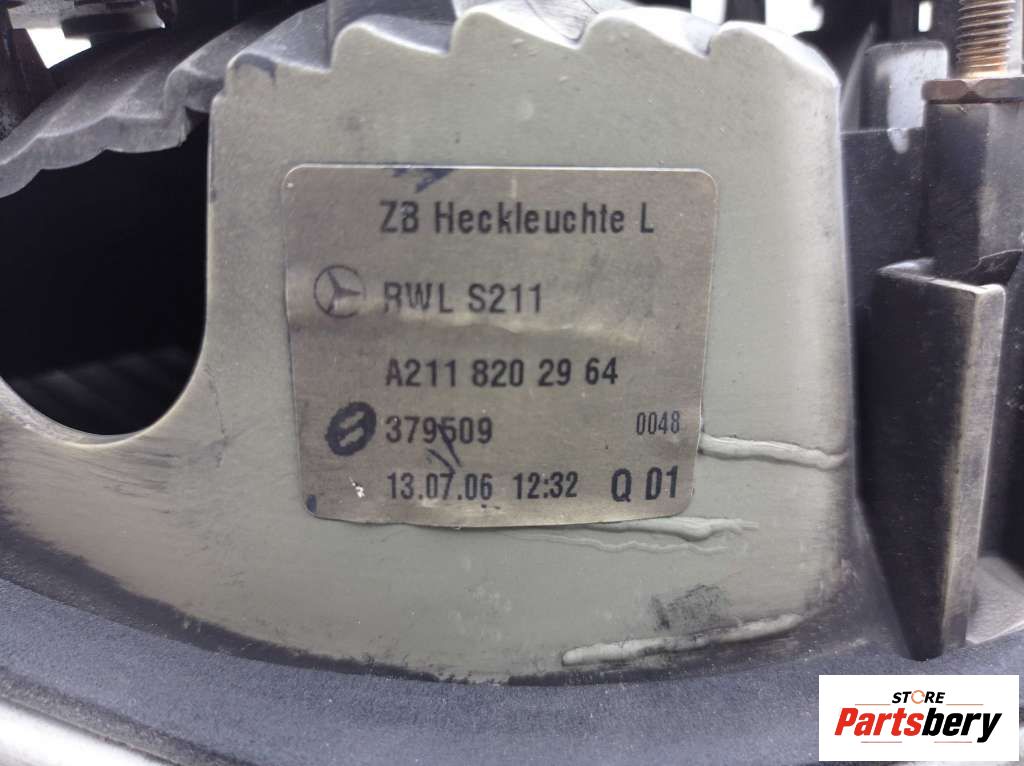 ZB Heckleuchte L
RWL S211
A211 820 29 64
379509 0048
13.07.06 12:32 Q 01
STORE
Partsbery